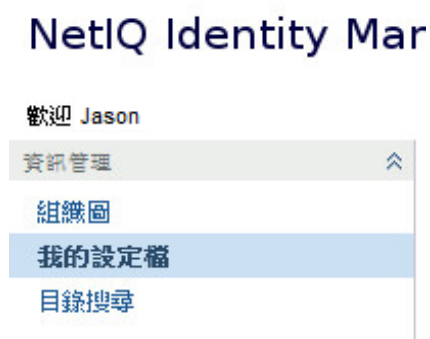 NetIQ Identity Mar
歡迎 Jason
資訊管理
組織圖
我的設定檔
目錄搜尋